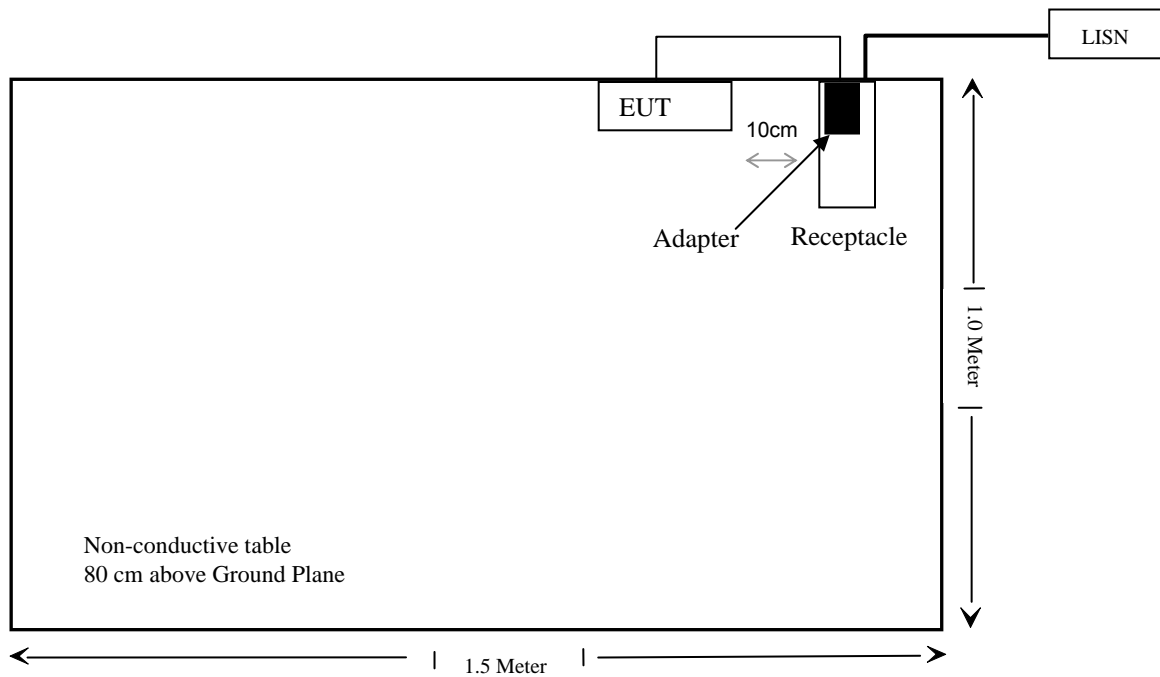 LISN
EUT
10cm
Adapter
Receptacle
1.0 Meter
Non-conductive table
80 cm above Ground Plane
1.5 Meter